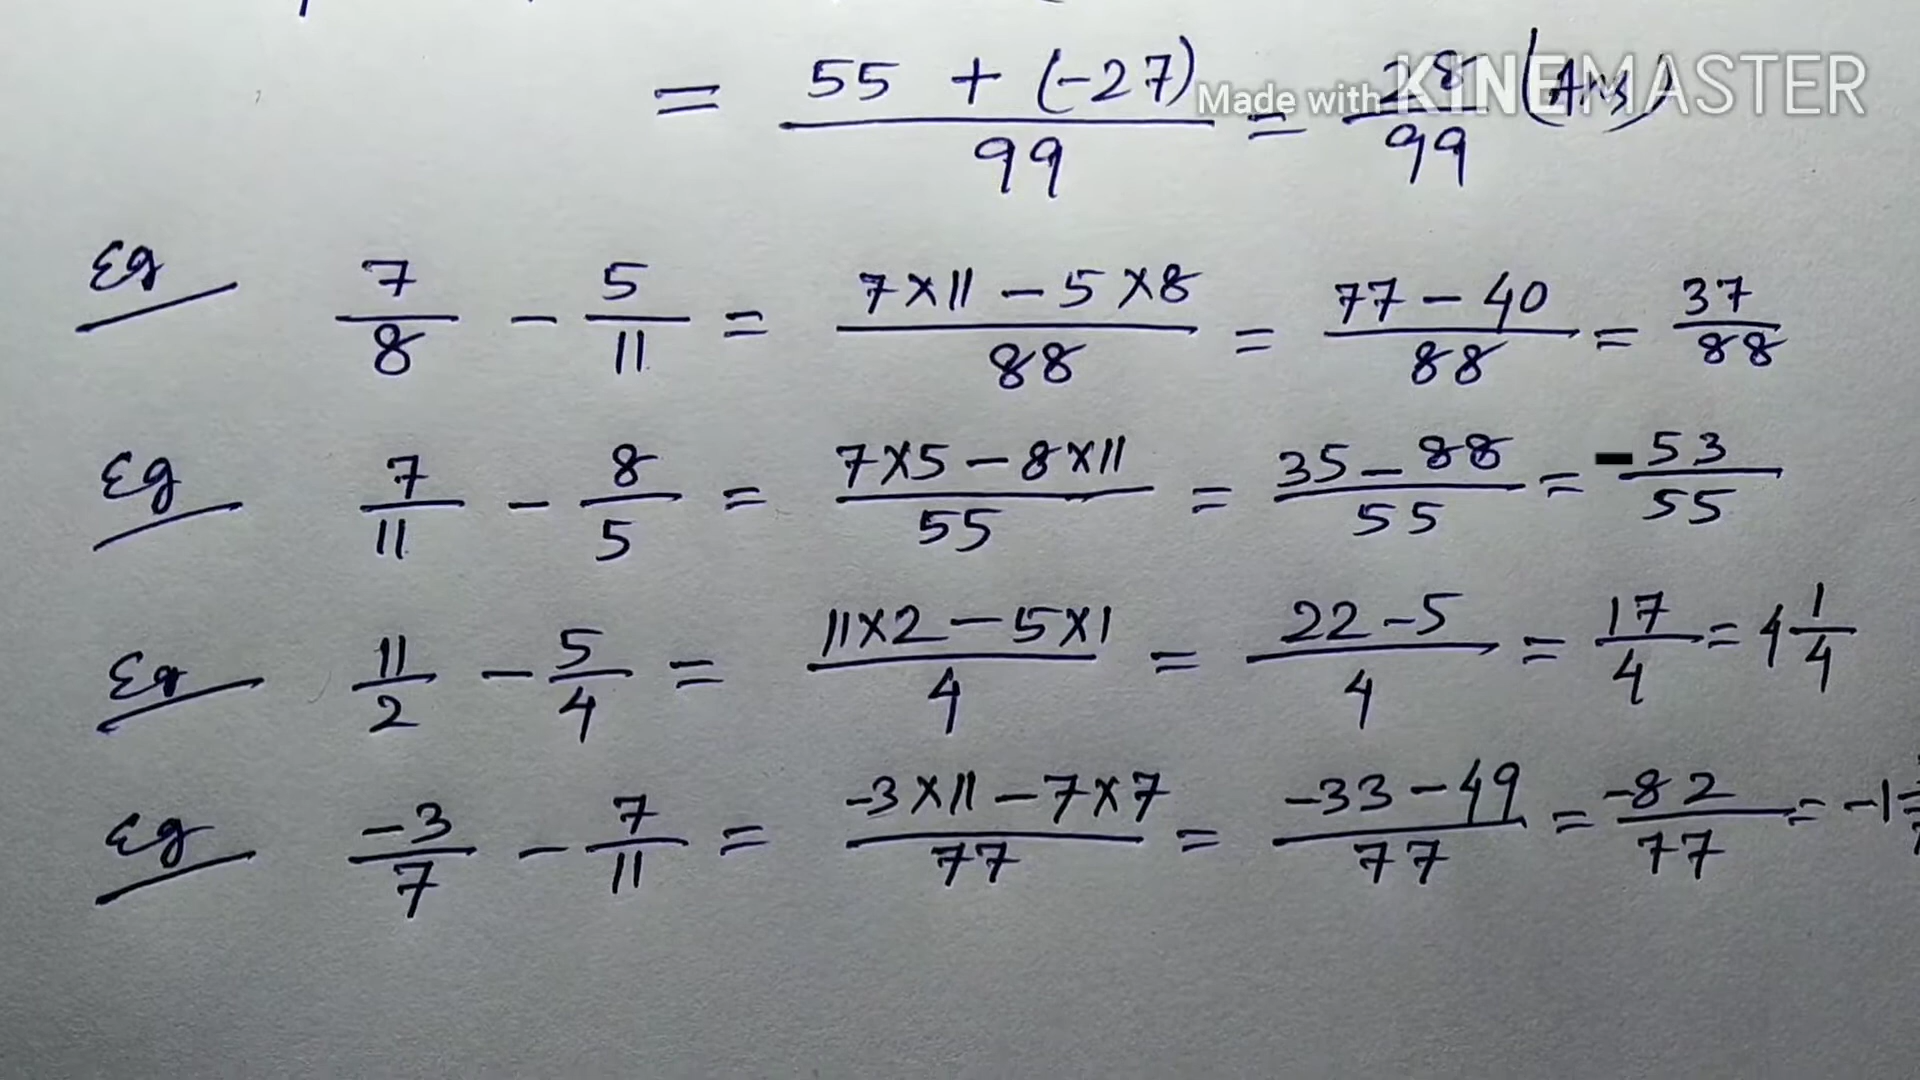 = 55 + (-27) / 99 = 28 / 99 (Ans)
Made with KINEMASTER
Eg 7/8 - 5/11 = 7×11 - 5×8 / 88 = 77 - 40 / 88 = 37/88
Eg 7/11 - 8/5 = 7×5 - 8×11 / 55 = 35 - 88 / 55 = -53/55
Eg 11/2 - 5/4 = 11×2 - 5×1 / 4 = 22 - 5 / 4 = 17/4 = 4 1/4
Eg -3/7 - 7/11 = -3×11 - 7×7 / 77 = -33 - 49 / 77 = -82/77 = -1